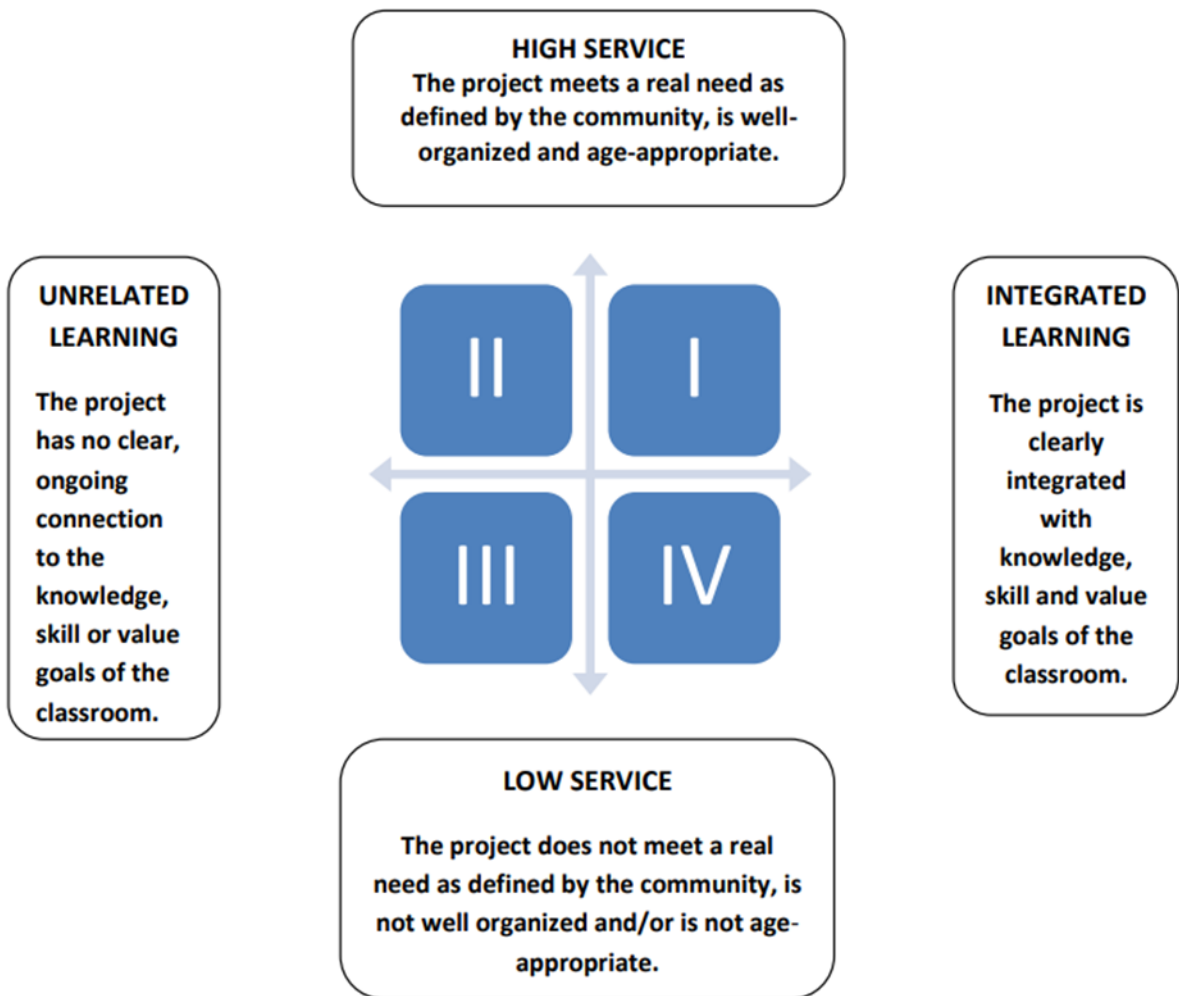 HIGH SERVICE
The project meets a real need as
defined by the community, is well-
organized and age-appropriate.
UNRELATED
LEARNING
The project
has no clear,
ongoing
connection
to the
knowledge,
skill or value
goals of the
classroom.
II
I
III
IV
INTEGRATED
LEARNING
The project is
clearly
integrated
with
knowledge,
skill and value
goals of the
classroom.
LOW SERVICE
The project does not meet a real
need as defined by the community, is
not well organized and/or is not age-
appropriate.